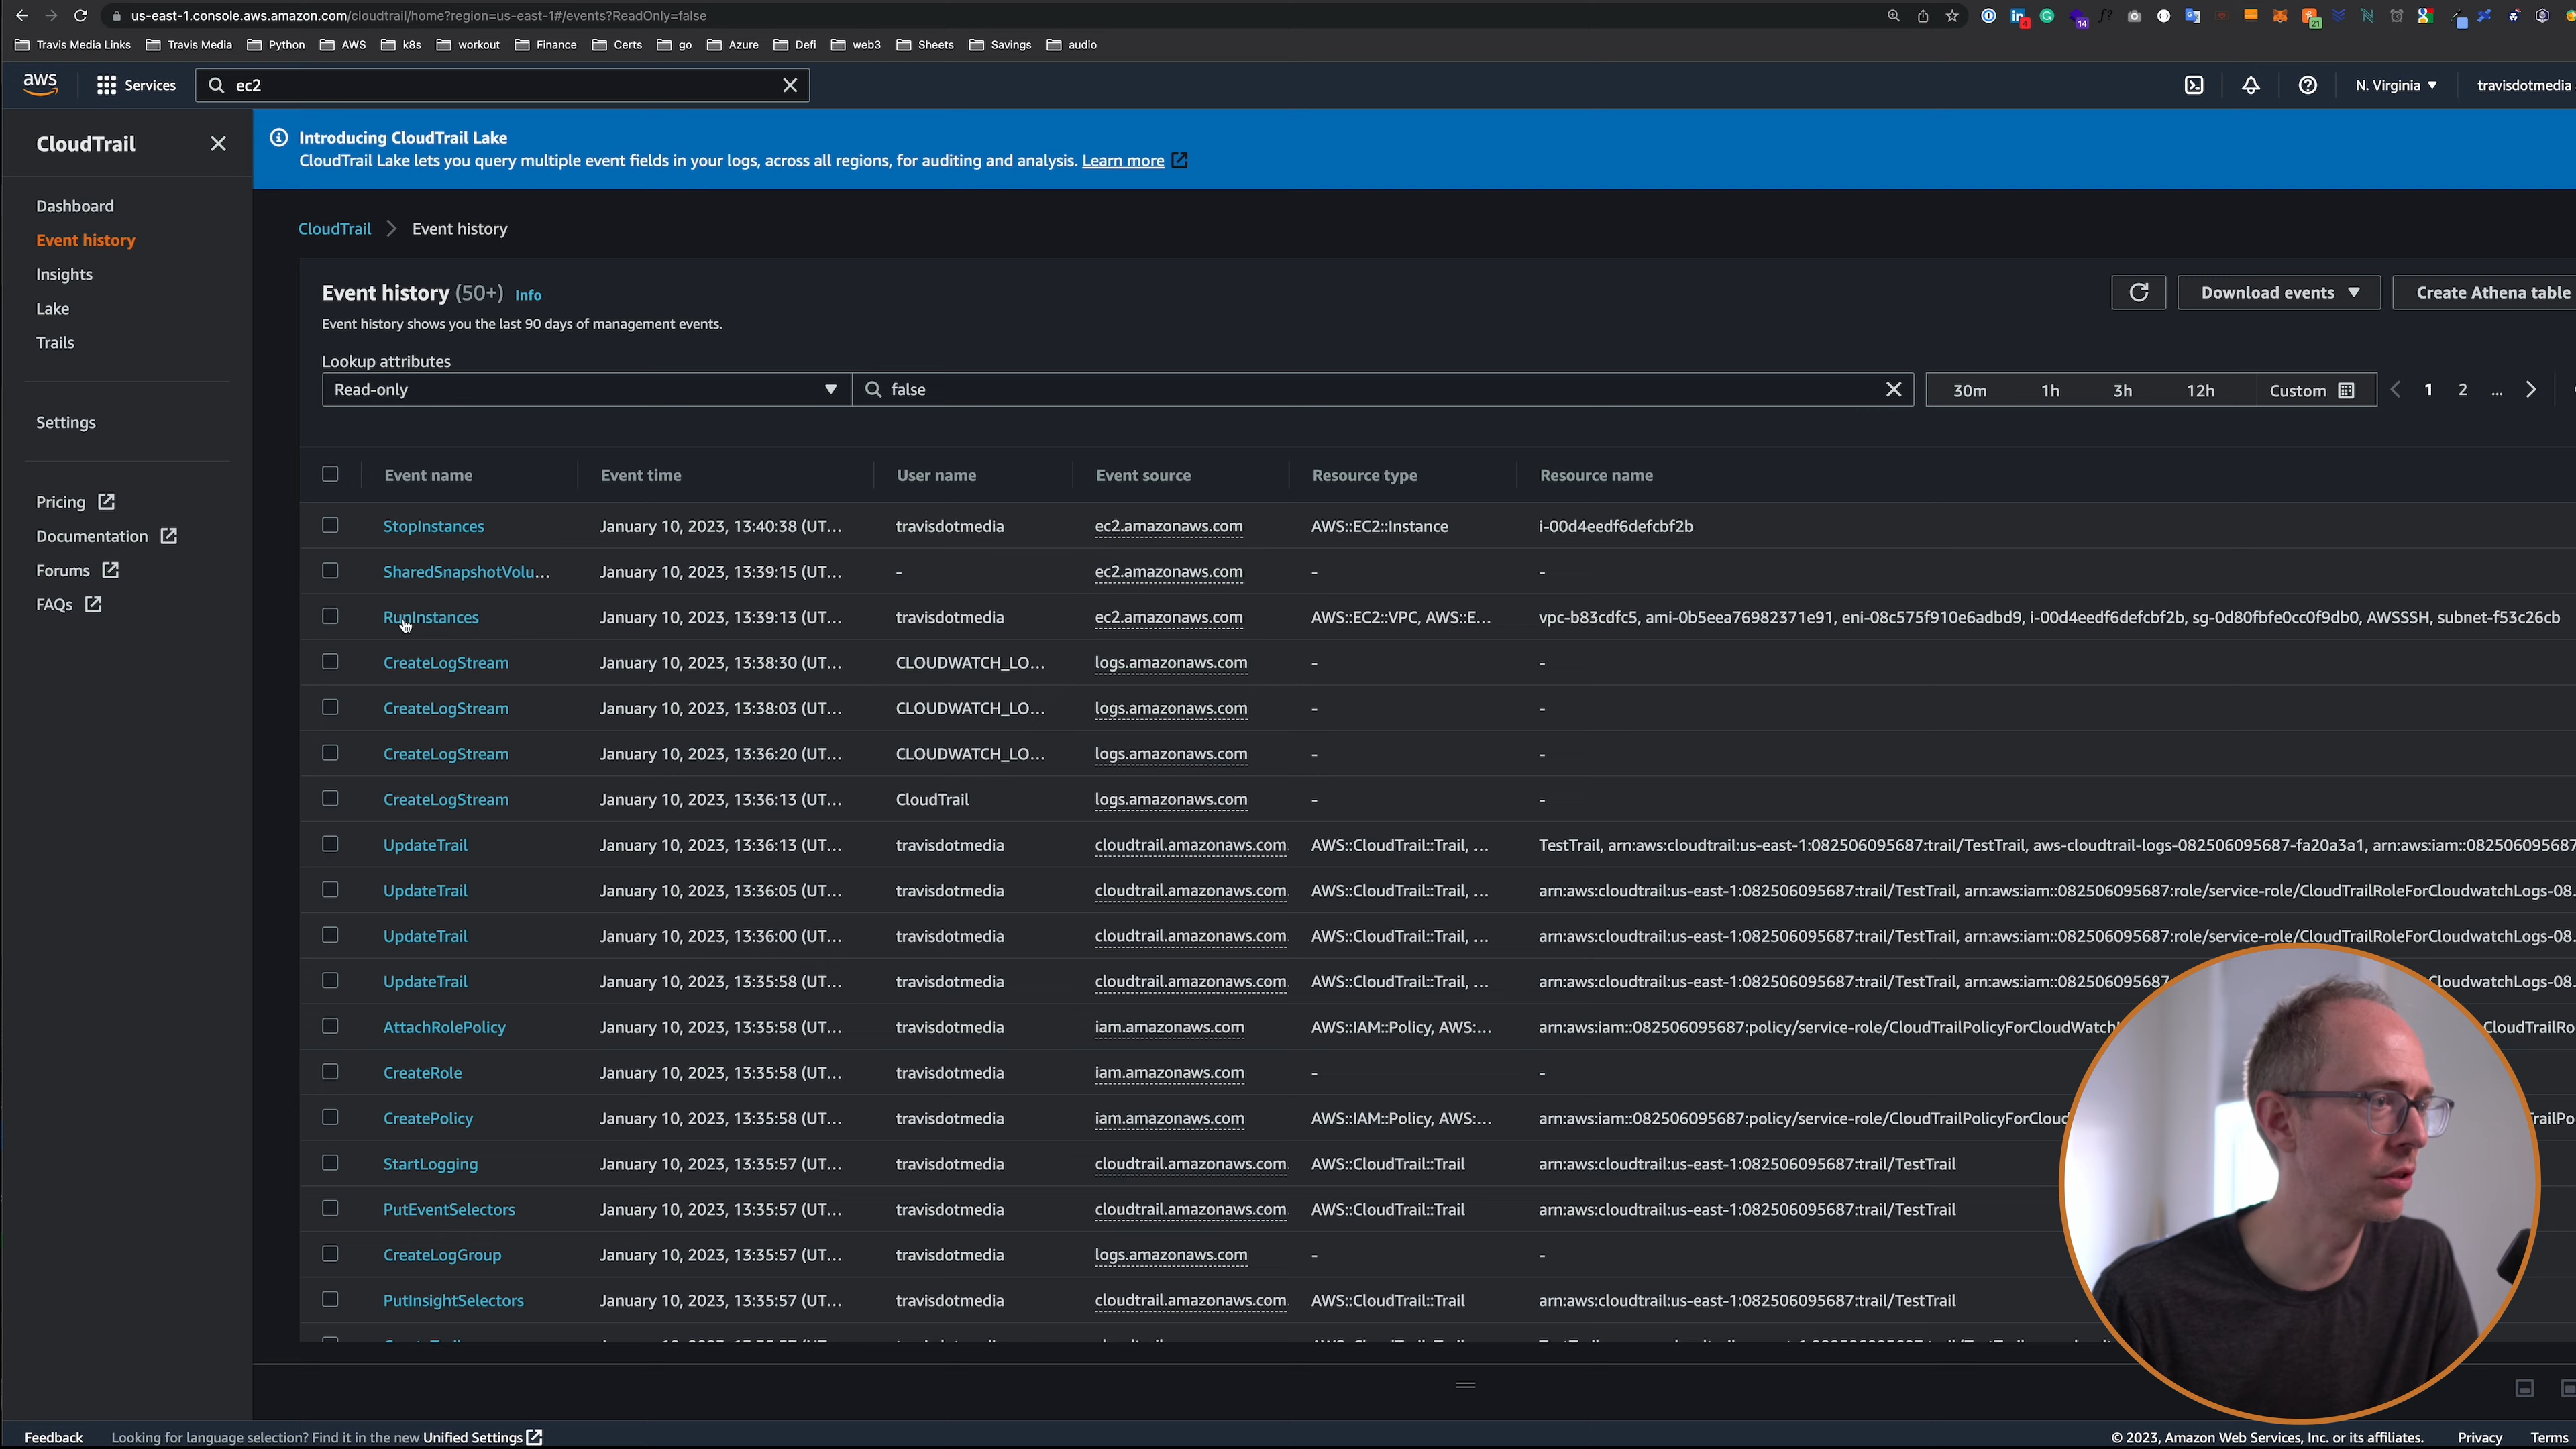 us-east-1.console.aws.amazon.com/cloudtrail/home?region=us-east-1#/events?ReadOnly=false
Travis Media Links Travis Media Python AWS k8s workout Finance Certs go Azure Defi web3 Sheets Savings audio
aws Services ec2 N. Virginia travisdotmedia
CloudTrail
Introducing CloudTrail Lake
CloudTrail Lake lets you query multiple event fields in your logs, across all regions, for auditing and analysis. Learn more
Dashboard
Event history
Insights
Lake
Trails
Settings
Pricing
Documentation
Forums
FAQs
CloudTrail Event history
Event history (50+) Info
Event history shows you the last 90 days of management events.
Download events Create Athena table
Lookup attributes
Read-only false 30m 1h 3h 12h Custom 1 2 ...
Event name Event time User name Event source Resource type Resource name
StopInstances January 10, 2023, 13:40:38 (UT... travisdotmedia ec2.amazonaws.com AWS::EC2::Instance i-00d4eedf6defcbf2b
SharedSnapshotVolu... January 10, 2023, 13:39:15 (UT... - ec2.amazonaws.com - -
RunInstances January 10, 2023, 13:39:13 (UT... travisdotmedia ec2.amazonaws.com AWS::EC2::VPC, AWS::E... vpc-b83cdfc5, ami-0b5eea76982371e91, eni-08c575f910e6adbd9, i-00d4eedf6defcbf2b, sg-0d80fbfe0cc0f9db0, AWSSSH, subnet-f53c26cb
CreateLogStream January 10, 2023, 13:38:30 (UT... CLOUDWATCH_LO... logs.amazonaws.com - -
CreateLogStream January 10, 2023, 13:38:03 (UT... CLOUDWATCH_LO... logs.amazonaws.com - -
CreateLogStream January 10, 2023, 13:36:20 (UT... CLOUDWATCH_LO... logs.amazonaws.com - -
CreateLogStream January 10, 2023, 13:36:13 (UT... CloudTrail logs.amazonaws.com - -
UpdateTrail January 10, 2023, 13:36:13 (UT... travisdotmedia cloudtrail.amazonaws.com AWS::CloudTrail::Trail, ... TestTrail, arn:aws:cloudtrail:us-east-1:082506095687:trail/TestTrail, aws-cloudtrail-logs-082506095687-fa20a3a1, arn:aws:iam::082506095687
UpdateTrail January 10, 2023, 13:36:05 (UT... travisdotmedia cloudtrail.amazonaws.com AWS::CloudTrail::Trail, ... arn:aws:cloudtrail:us-east-1:082506095687:trail/TestTrail, arn:aws:iam::082506095687:role/service-role/CloudTrailRoleForCloudwatchLogs-08.
UpdateTrail January 10, 2023, 13:36:00 (UT... travisdotmedia cloudtrail.amazonaws.com AWS::CloudTrail::Trail, ... arn:aws:cloudtrail:us-east-1:082506095687:trail/TestTrail, arn:aws:iam::082506095687:role/service-role/CloudTrailRoleForCloudwatchLogs-08.
UpdateTrail January 10, 2023, 13:35:58 (UT... travisdotmedia cloudtrail.amazonaws.com AWS::CloudTrail::Trail, ... arn:aws:cloudtrail:us-east-1:082506095687:trail/TestTrail, arn:aws:iam::082506095687 CloudwatchLogs-08.
AttachRolePolicy January 10, 2023, 13:35:58 (UT... travisdotmedia iam.amazonaws.com AWS::IAM::Policy, AWS:... arn:aws:iam::082506095687:policy/service-role/CloudTrailPolicyForCloudWatch CloudTrailRo
CreateRole January 10, 2023, 13:35:58 (UT... travisdotmedia iam.amazonaws.com - -
CreatePolicy January 10, 2023, 13:35:58 (UT... travisdotmedia iam.amazonaws.com AWS::IAM::Policy, AWS:... arn:aws:iam::082506095687:policy/service-role/CloudTrailPolicyForCloud railPo
StartLogging January 10, 2023, 13:35:57 (UT... travisdotmedia cloudtrail.amazonaws.com AWS::CloudTrail::Trail arn:aws:cloudtrail:us-east-1:082506095687:trail/TestTrail
PutEventSelectors January 10, 2023, 13:35:57 (UT... travisdotmedia cloudtrail.amazonaws.com AWS::CloudTrail::Trail arn:aws:cloudtrail:us-east-1:082506095687:trail/TestTrail
CreateLogGroup January 10, 2023, 13:35:57 (UT... travisdotmedia logs.amazonaws.com - -
PutInsightSelectors January 10, 2023, 13:35:57 (UT... travisdotmedia cloudtrail.amazonaws.com AWS::CloudTrail::Trail arn:aws:cloudtrail:us-east-1:082506095687:trail/TestTrail
Feedback Looking for language selection? Find it in the new Unified Settings © 2023, Amazon Web Services, Inc. or its affiliates. Privacy Terms